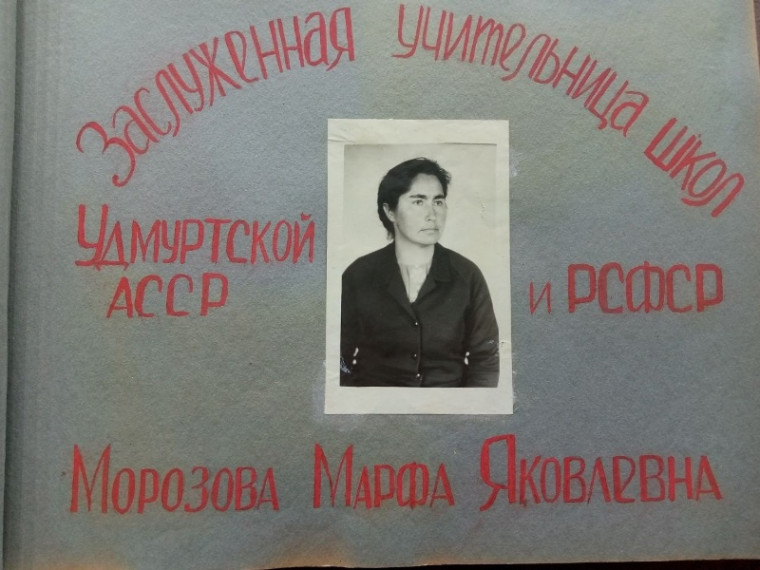 Заслуженная учительница школ
Удмуртской
АССР и РСФСР
Морозова Марфа Яковлевна